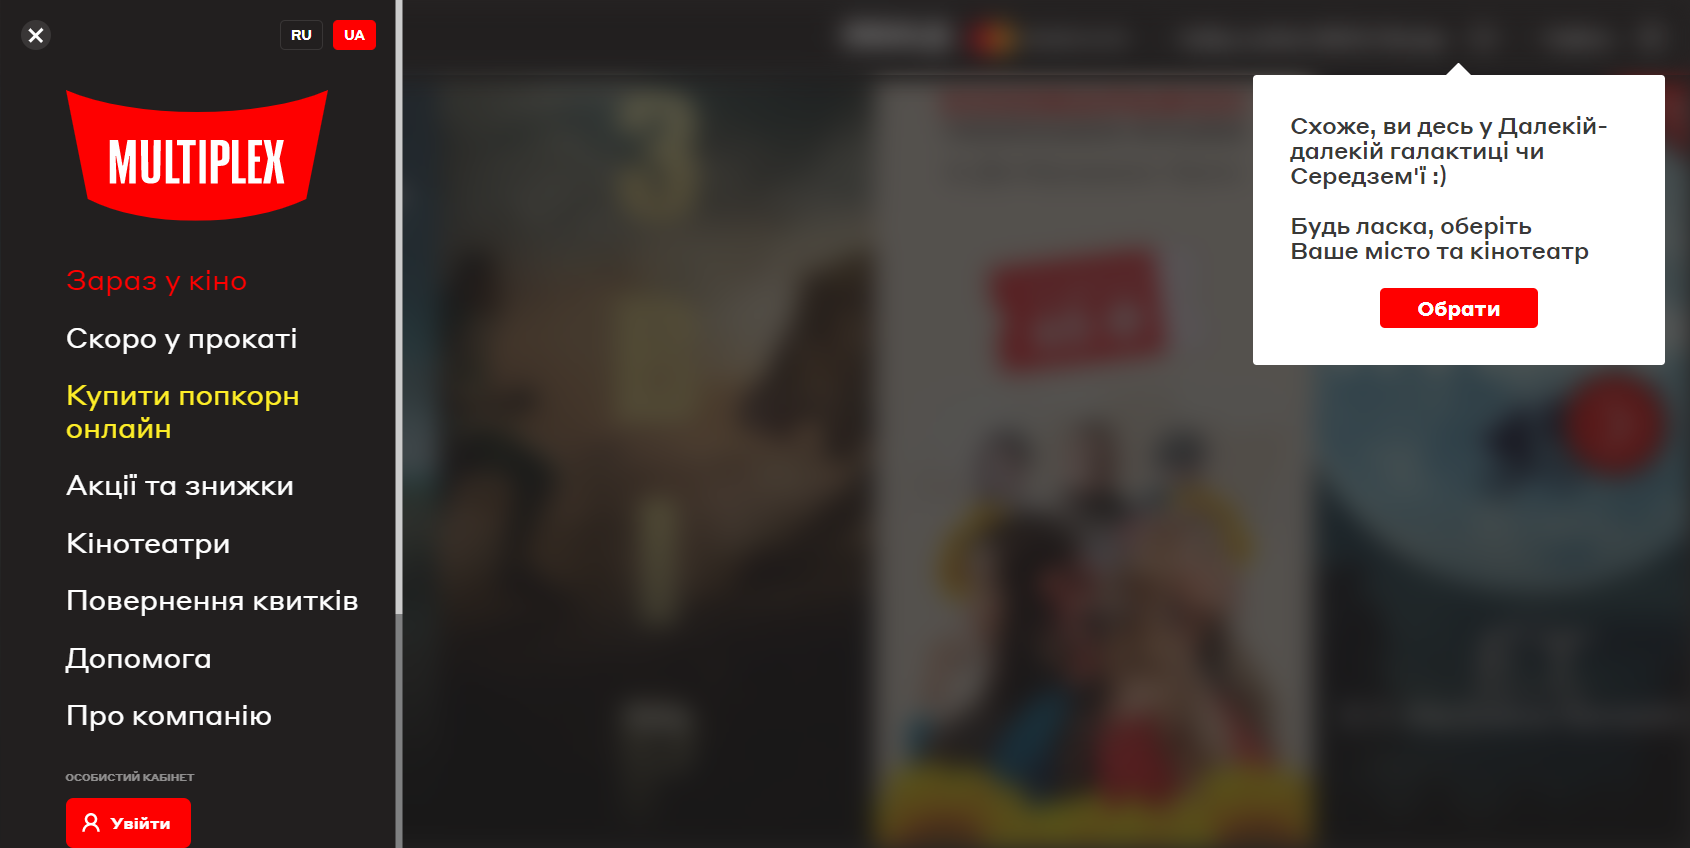 RU
UA
MULTIPLEX
Зараз у кіно
Скоро у прокаті
Купити попкорн
онлайн
Акції та знижки
Кінотеатри
Повернення квитків
Допомога
Про компанію
ОСОБИСТИЙ КАБІНЕТ
Увійти
Схоже, ви десь у Далекій-
далекій галактиці чи
Середзем'ї :)
Будь ласка, оберіть
Ваше місто та кінотеатр
Обрати